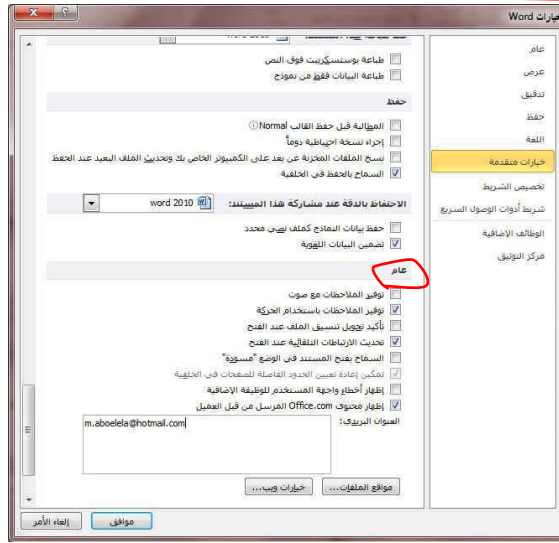 خيارات Word
عام
عرض
تدقيق
حفظ
اللغة
خيارات متقدمة
تخصيص الشريط
شريط أدوات الوصول السريع
الوظائف الإضافية
مركز التوثيق
طباعة بوستسكريبت فوق النص
طباعة البيانات فقط من نموذج
حفظ
المطالبة قبل حفظ القالب Normal
إجراء نسخة احتياطية دوماً
نسخ الملفات المخزنة عن بعد على الكمبيوتر الخاص بك وتحديث الملف البعيد عند الحفظ
السماح بالحفظ في الخلفية
الاحتفاظ بالدقة عند مشاركة هذا المستند: word 2010
حفظ بيانات النماذج كملف نصي محدد
تضمين البيانات اللغوية
عام
توفير الملاحظات مع صوت
توفير الملاحظات باستخدام الحركة
تأكيد تحويل تنسيق الملف عند الفتح
تحديث الارتباطات التلقائية عند الفتح
السماح بفتح المستند في الوضع "مسودة"
تمكين إعادة تعيين الحدود الفاصلة للصفحات في الخلفية
إظهار أخطاء واجهة المستخدم للوظيفة الإضافية
إظهار محتوى Office.com المرسل من قبل العميل
العنوان البريدي: m.aboelela@hotmail.com
مواقع الملفات... خيارات ويب...
موافق إلغاء الأمر